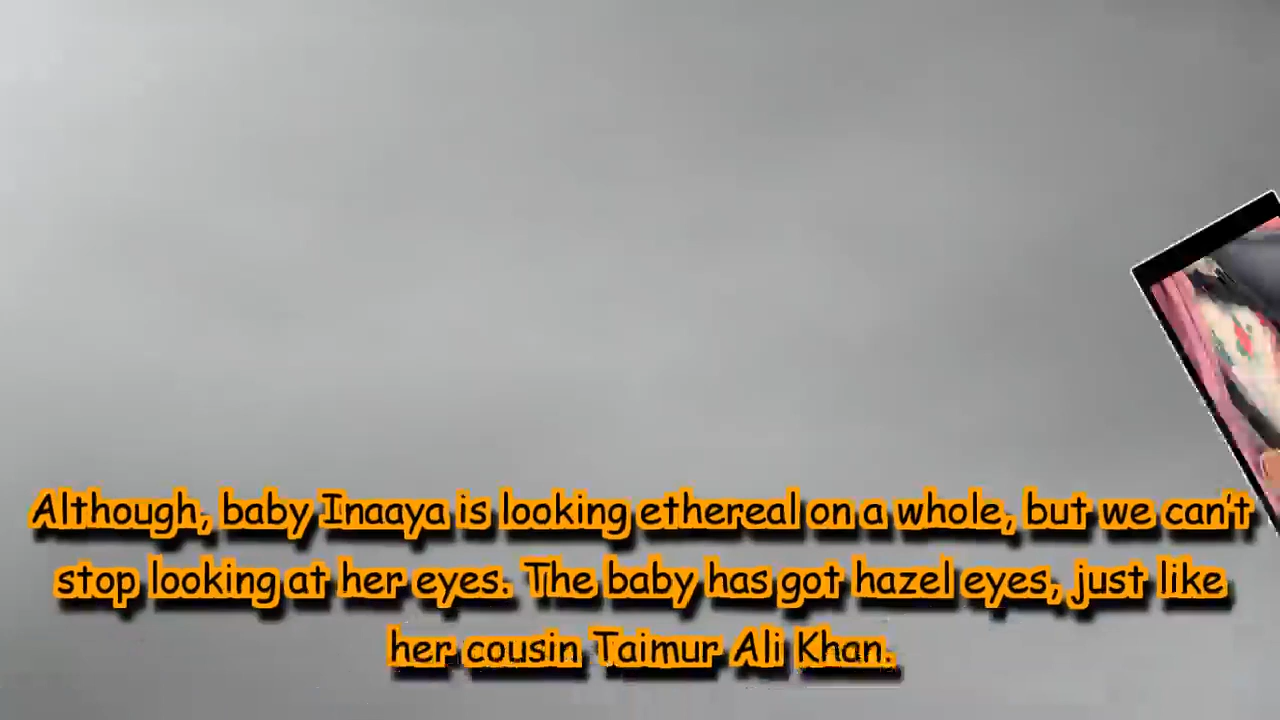 Although, baby Inaaya is looking ethereal on a whole, but we can't
stop looking at her eyes. The baby has got hazel eyes, just like
her cousin Taimur Ali Khan.